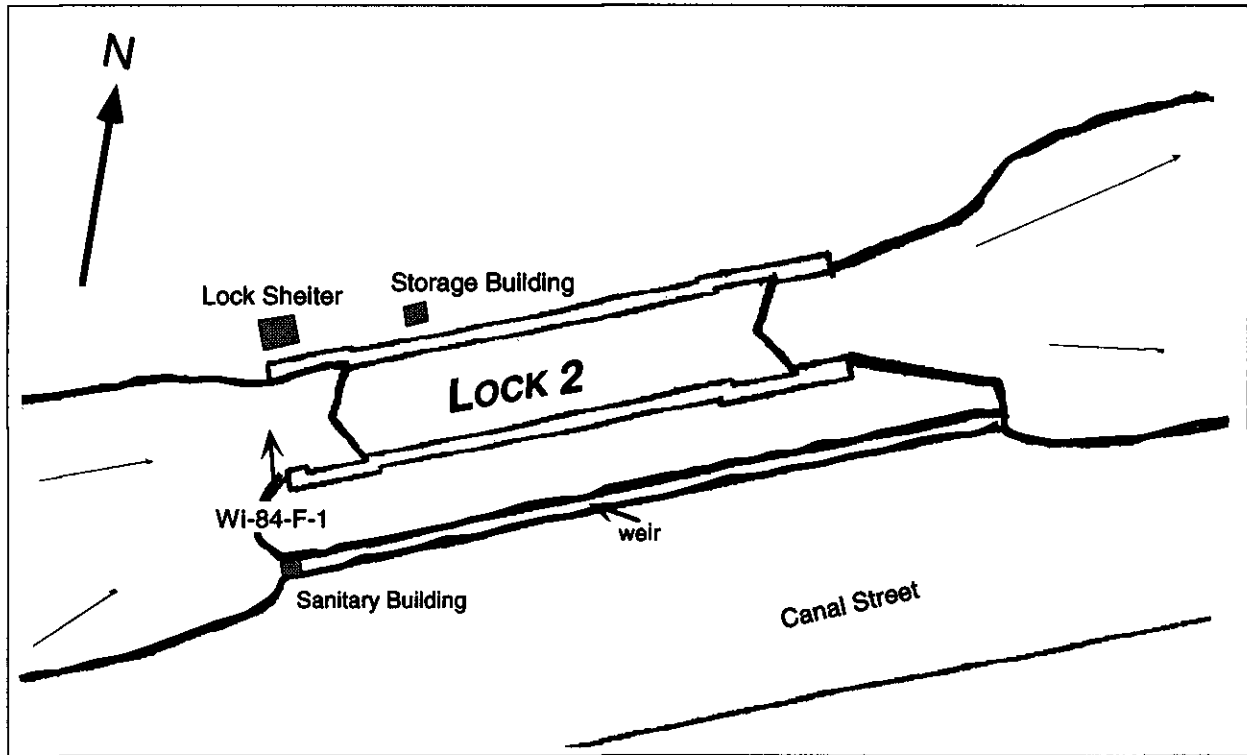 N
Lock Shelter
Storage Building
LOCK 2
Wi-84-F-1
weir
Sanitary Building
Canal Street